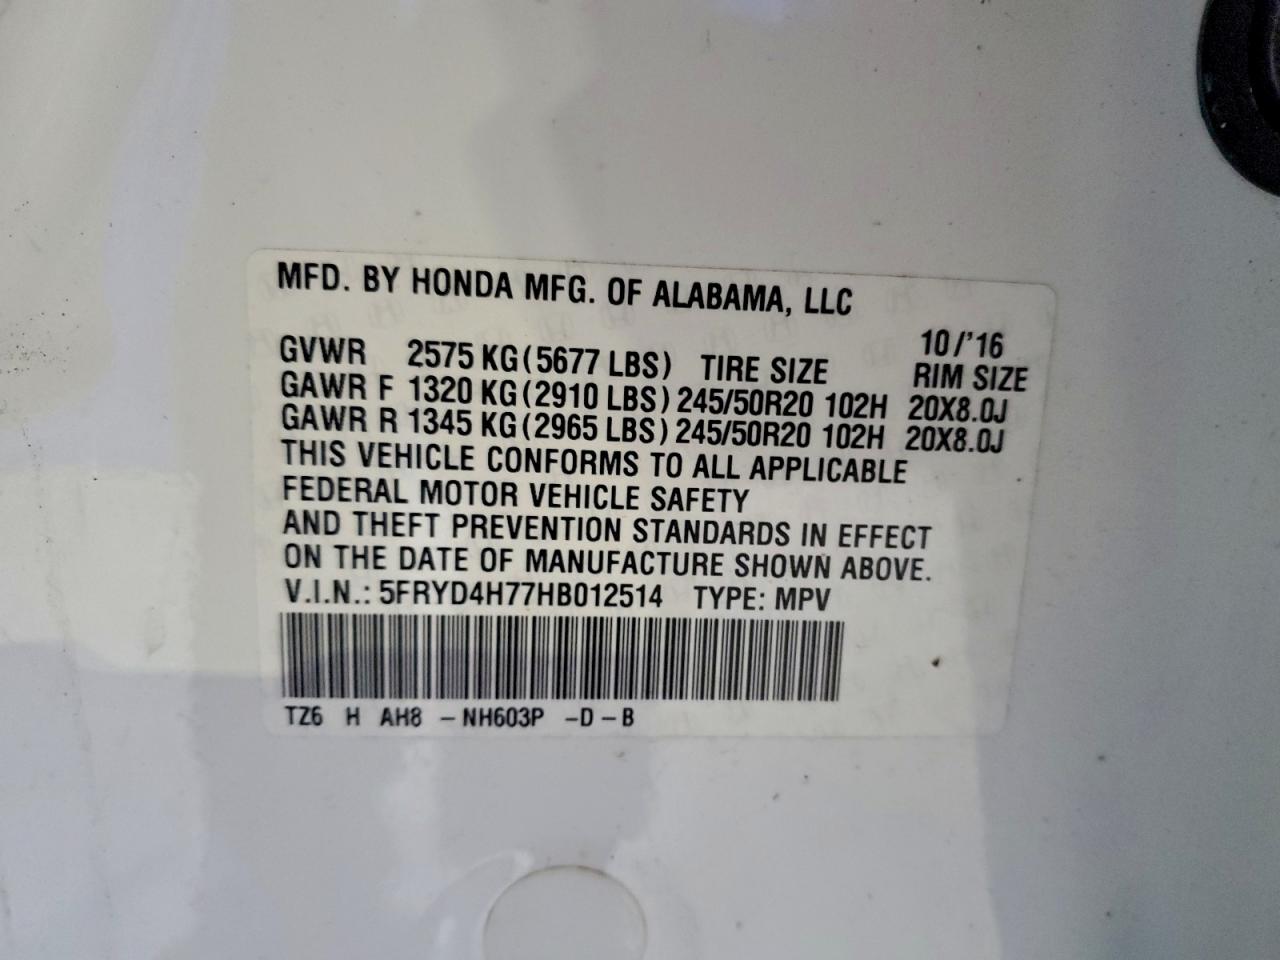 MFD. BY HONDA MFG. OF ALABAMA, LLC
10/'16
GVWR 2575 KG (5677 LBS) TIRE SIZE RIM SIZE
GAWR F 1320 KG (2910 LBS) 245/50R20 102H 20X8.0J
GAWR R 1345 KG (2965 LBS) 245/50R20 102H 20X8.0J
THIS VEHICLE CONFORMS TO ALL APPLICABLE
FEDERAL MOTOR VEHICLE SAFETY
AND THEFT PREVENTION STANDARDS IN EFFECT
ON THE DATE OF MANUFACTURE SHOWN ABOVE.
V.I.N.: 5FRYD4H77HB012514 TYPE: MPV
TZ6 H AH8 - NH603P - D - B